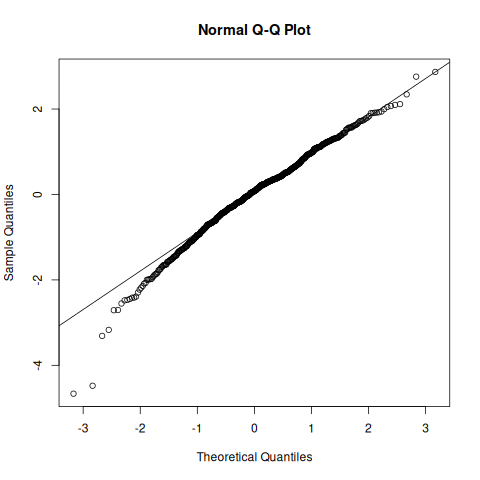 Normal Q-Q Plot
Sample Quantiles
2
0
-2
-4
-3 -2 -1 0 1 2 3
Theoretical Quantiles